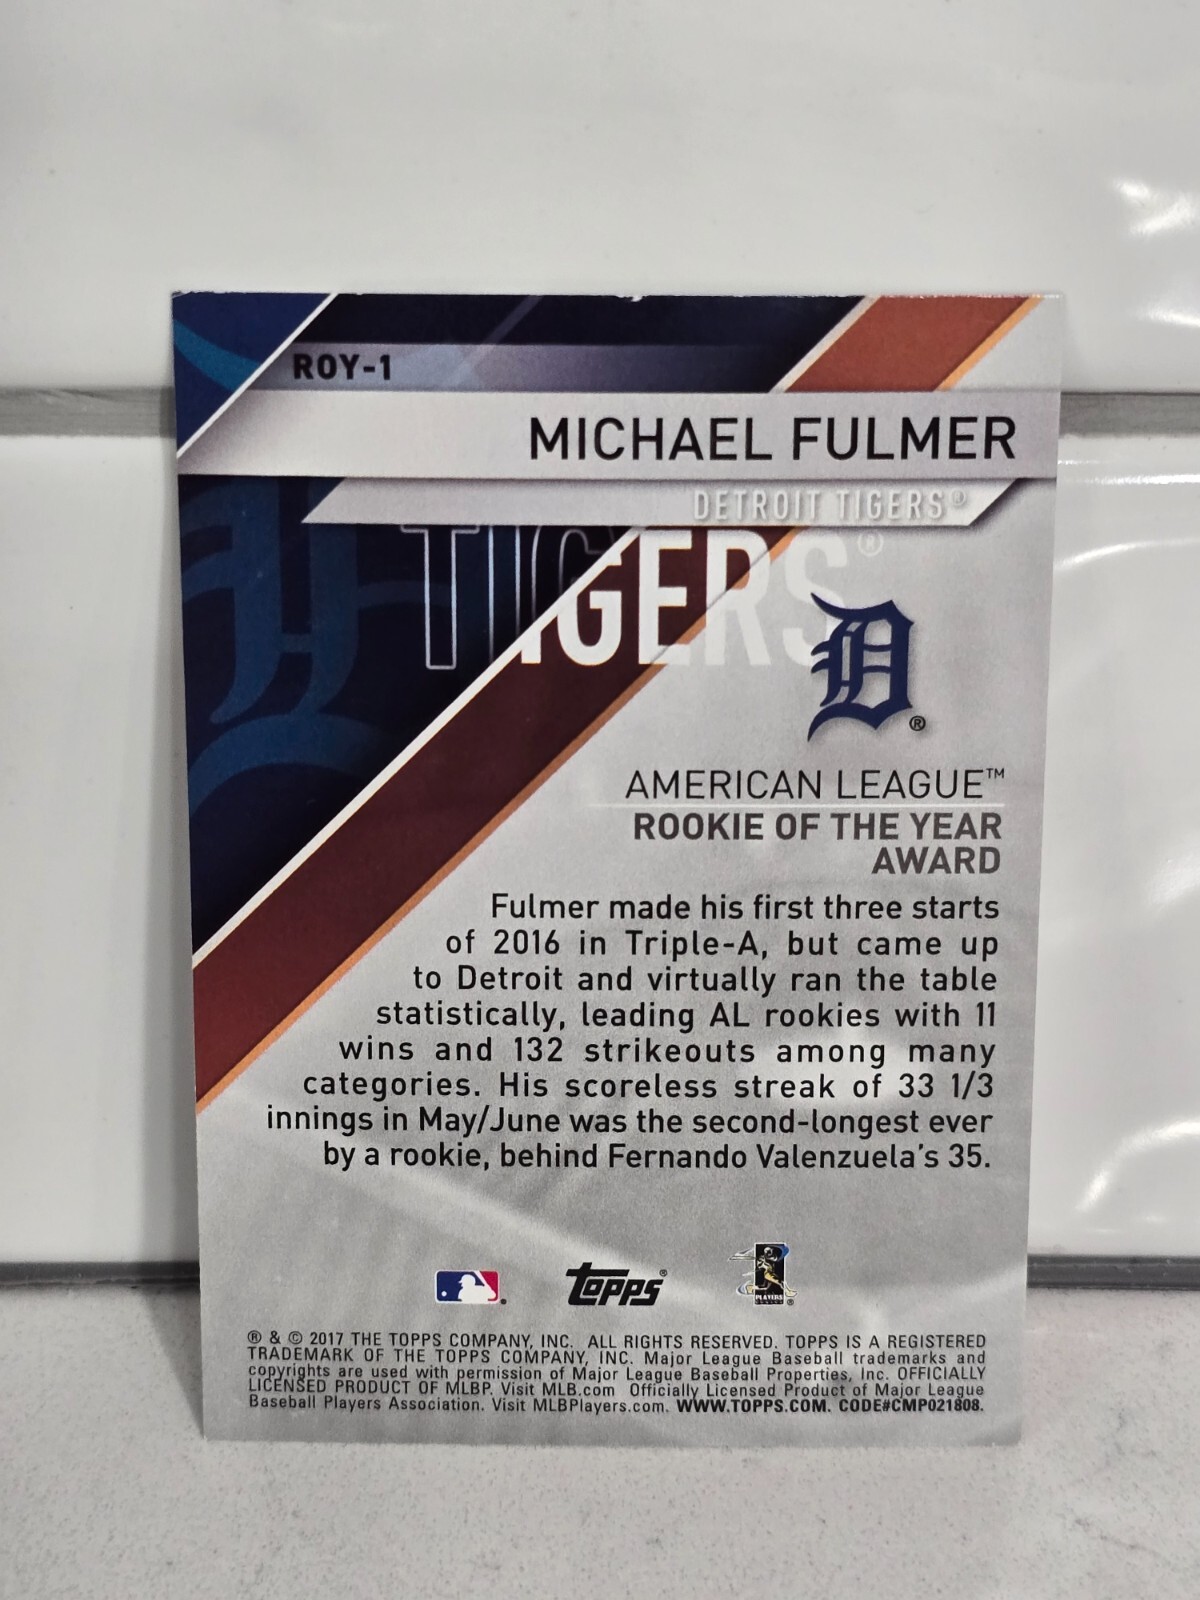 ROY-1
MICHAEL FULMER
DETROIT TIGERS®
TIGERS®
D®
AMERICAN LEAGUE™
ROOKIE OF THE YEAR
AWARD
Fulmer made his first three starts
of 2016 in Triple-A, but came up
to Detroit and virtually ran the table
statistically, leading AL rookies with 11
wins and 132 strikeouts among many
categories. His scoreless streak of 33 1/3
innings in May/June was the second-longest ever
by a rookie, behind Fernando Valenzuela's 35.
topps®
PLAYERS
® & © 2017 THE TOPPS COMPANY, INC. ALL RIGHTS RESERVED. TOPPS IS A REGISTERED
TRADEMARK OF THE TOPPS COMPANY, INC. Major League Baseball trademarks and
copyrights are used with permission of Major League Baseball Properties, Inc. OFFICIALLY
LICENSED PRODUCT OF MLBP. Visit MLB.com Officially Licensed Product of Major League
Baseball Players Association. Visit MLBPlayers.com. WWW.TOPPS.COM. CODE#CMP021808.